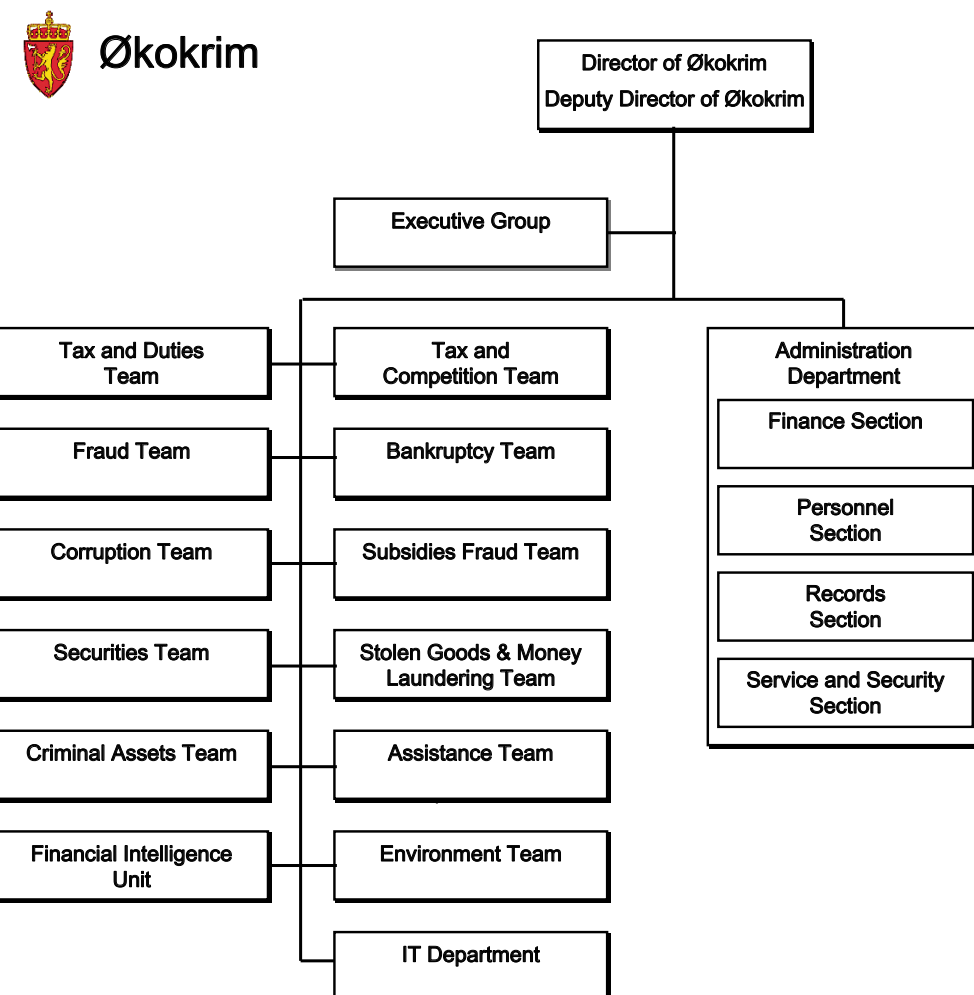 Økokrim
Director of Økokrim
Deputy Director of Økokrim
Executive Group
Tax and Duties
Team
Tax and
Competition Team
Administration
Department
Fraud Team
Bankruptcy Team
Finance Section
Corruption Team
Subsidies Fraud Team
Personnel
Section
Securities Team
Stolen Goods & Money
Laundering Team
Records
Section
Criminal Assets Team
Assistance Team
Service and Security
Section
Financial Intelligence
Unit
Environment Team
IT Department